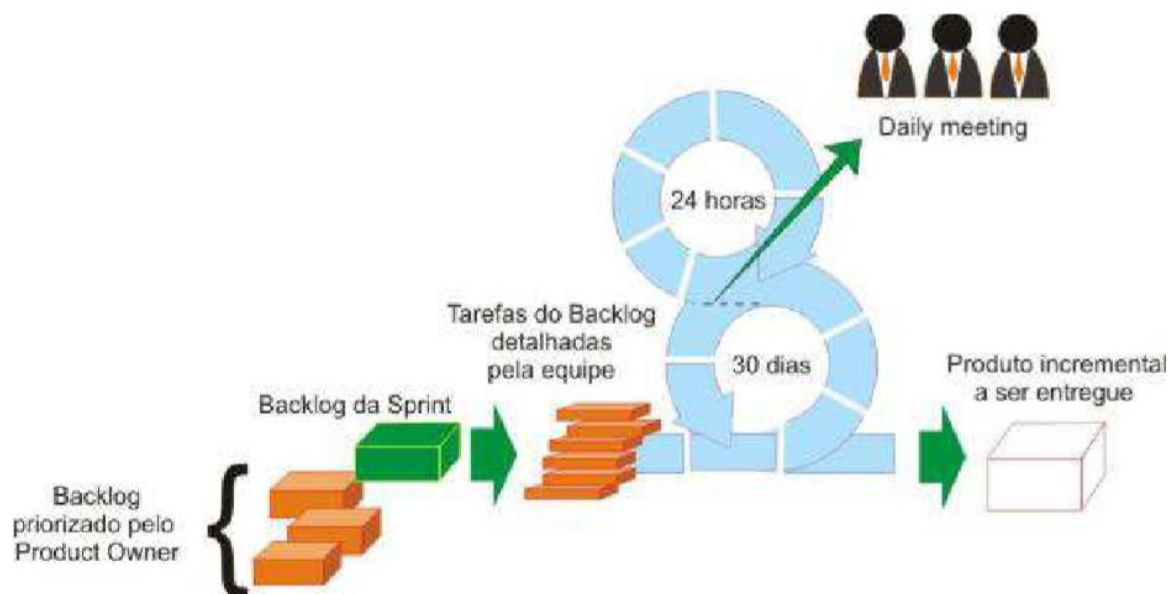 Daily meeting
24 horas
Tarefas do Backlog
detalhadas
pela equipe
30 dias
Produto incremental
a ser entregue
Backlog da Sprint
Backlog
priorizado pelo
Product Owner